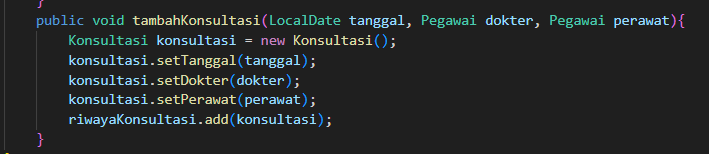 }
public void tambahKonsultasi(LocalDate tanggal, Pegawai dokter, Pegawai perawat){
Konsultasi konsultasi = new Konsultasi();
konsultasi.setTanggal(tanggal);
konsultasi.setDokter(dokter);
konsultasi.setPerawat(perawat);
riwayaKonsultasi.add(konsultasi);
}